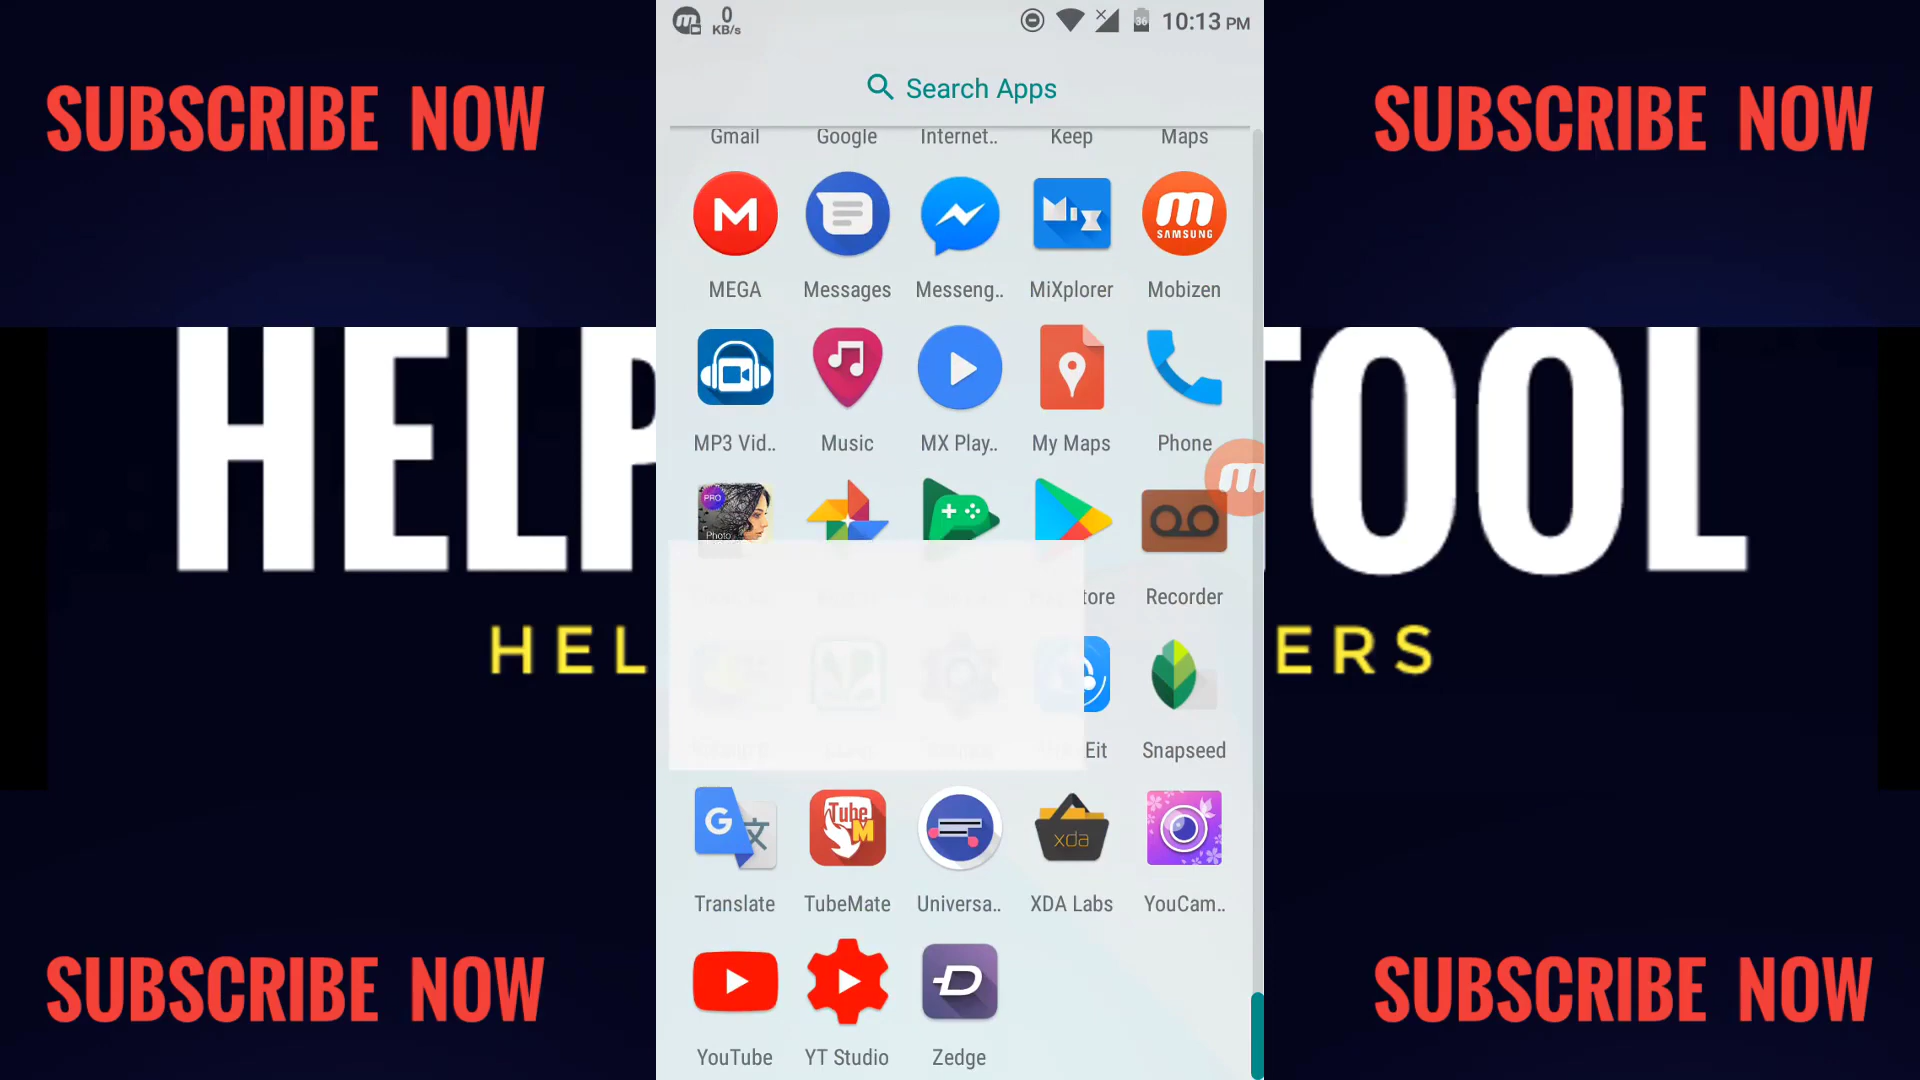 0
KB/s
36
10:13 PM
Search Apps
SUBSCRIBE NOW
SUBSCRIBE NOW
Gmail Google Internet.. Keep Maps
M
SAMSUNG
MEGA Messages Messeng.. MiXplorer Mobizen
HELP TOOL
MP3 Vid.. Music MX Play.. My Maps Phone
PRO
Photo
tore Recorder
HEL ERS
Eit Snapseed
G
Tube
M
xda
Translate TubeMate Universa.. XDA Labs YouCam..
SUBSCRIBE NOW
SUBSCRIBE NOW
YouTube YT Studio Zedge